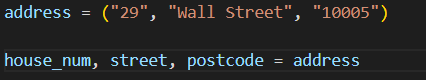 address = ("29", "Wall Street", "10005")
house_num, street, postcode = address